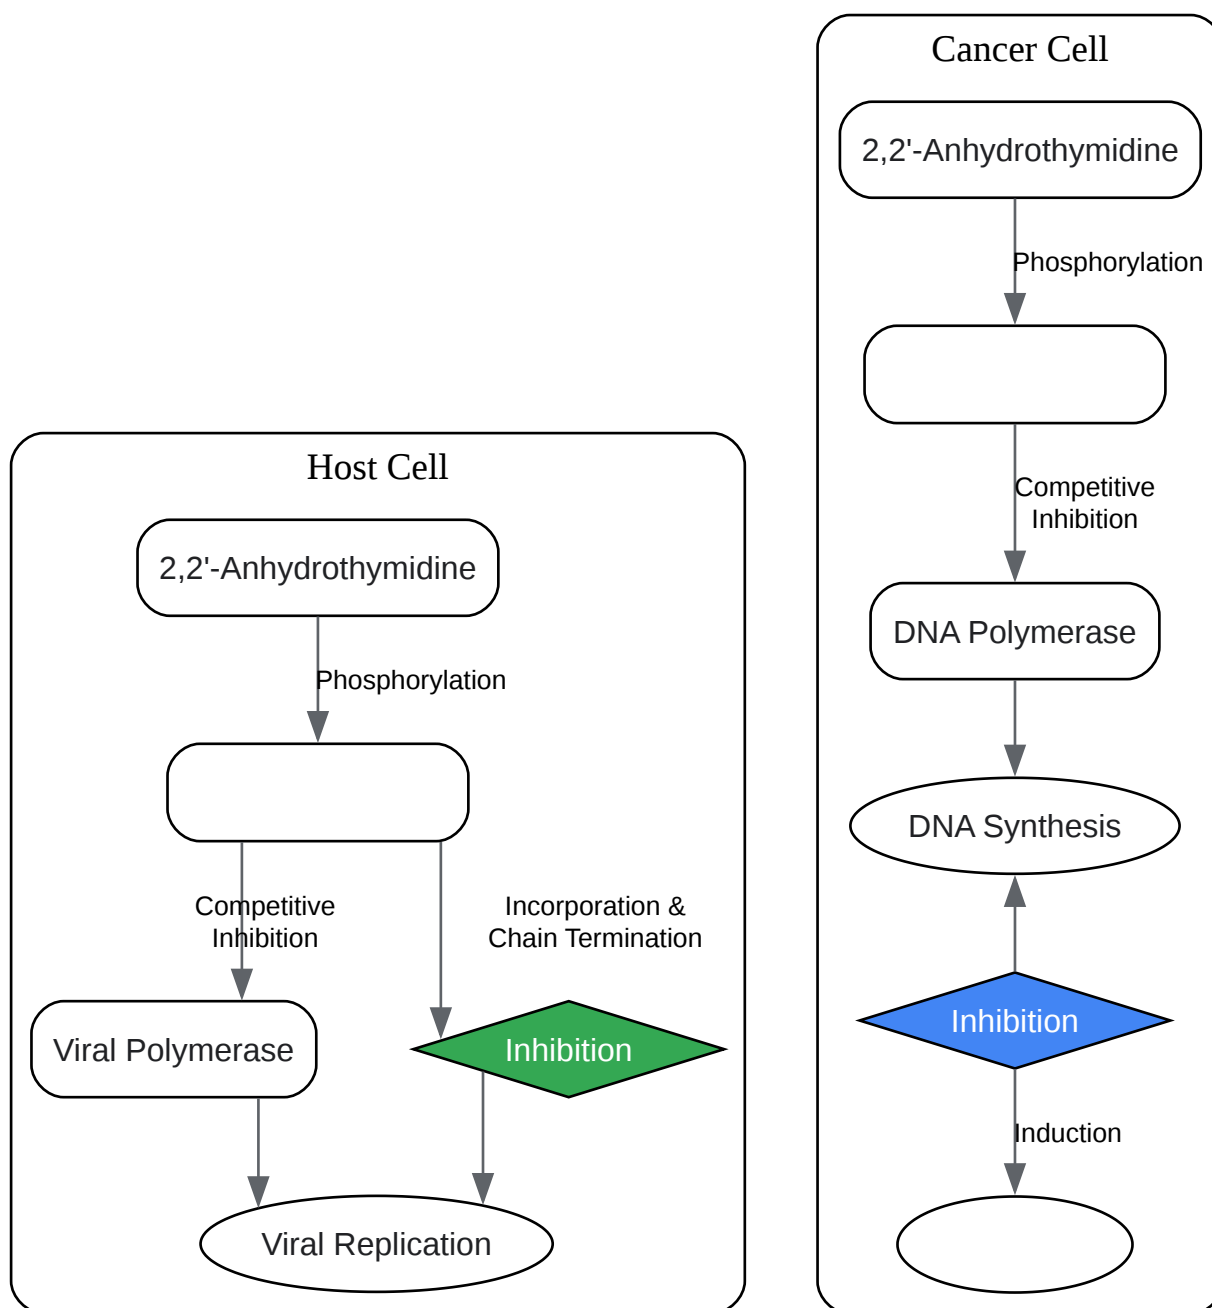 Cancer Cell
2,2'-Anhydrothymidine
Phosphorylation
Competitive
Inhibition
DNA Polymerase
DNA Synthesis
Inhibition
Induction
Host Cell
2,2'-Anhydrothymidine
Phosphorylation
Competitive
Inhibition
Incorporation &
Chain Termination
Viral Polymerase
Inhibition
Viral Replication